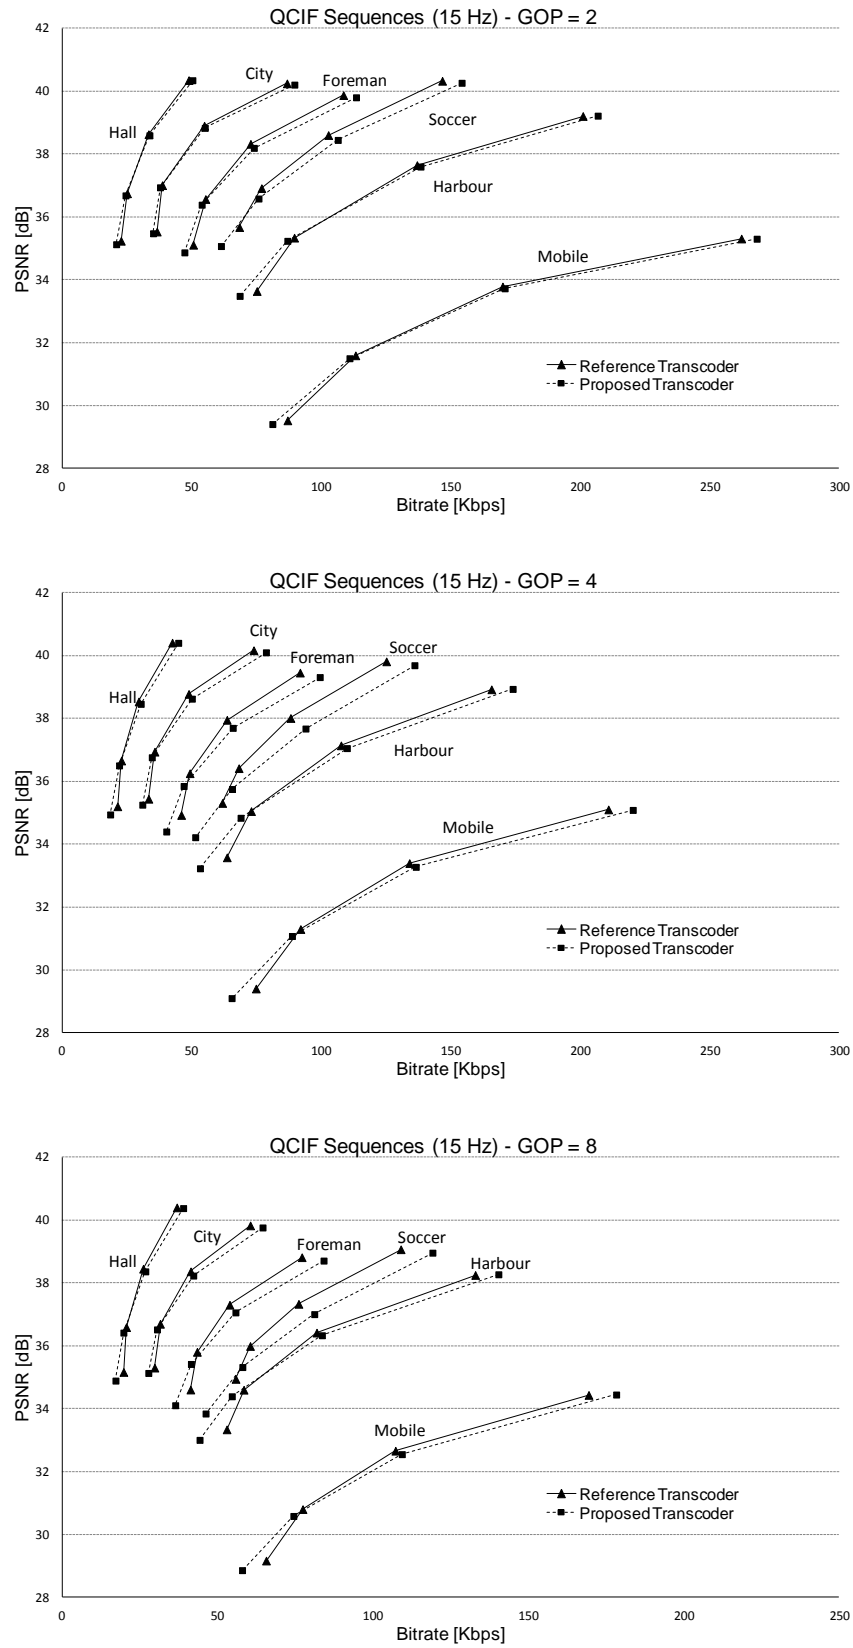 QCIF Sequences (15 Hz) - GOP = 2
42
40
38
36
34
32
30
28
PSNR [dB]
Hall
City
Foreman
Soccer
Harbour
Mobile
Reference Transcoder
Proposed Transcoder
0 50 100 150 200 250 300
Bitrate [Kbps]
QCIF Sequences (15 Hz) - GOP = 4
42
40
38
36
34
32
30
28
PSNR [dB]
City
Soccer
Foreman
Hall
Harbour
Mobile
Reference Transcoder
Proposed Transcoder
0 50 100 150 200 250 300
Bitrate [Kbps]
QCIF Sequences (15 Hz) - GOP = 8
42
40
38
36
34
32
30
28
PSNR [dB]
City
Soccer
Foreman
Hall
Harbour
Mobile
Reference Transcoder
Proposed Transcoder
0 50 100 150 200 250
Bitrate [Kbps]